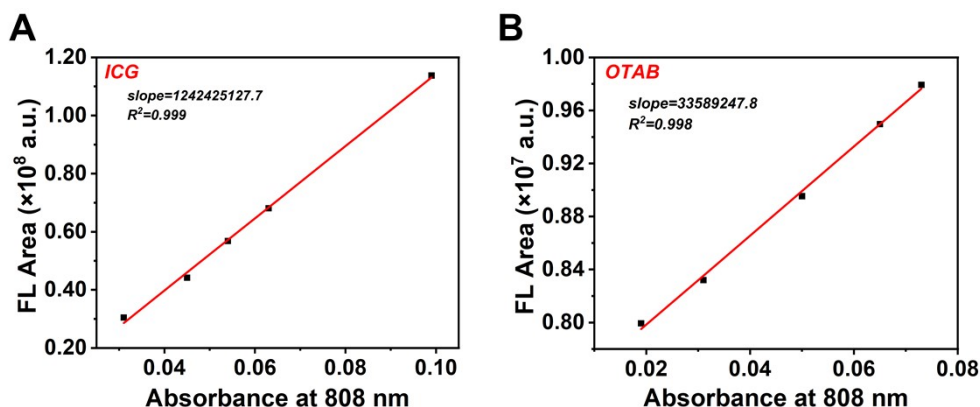 A
ICG
slope=1242425127.7
R²=0.999
FL Area (×10⁸ a.u.)
1.20
1.00
0.80
0.60
0.40
0.20
0.04
0.06
0.08
0.10
Absorbance at 808 nm
B
OTAB
slope=33589247.8
R²=0.998
FL Area (×10⁷ a.u.)
1.00
0.96
0.92
0.88
0.84
0.80
0.02
0.04
0.06
0.08
Absorbance at 808 nm